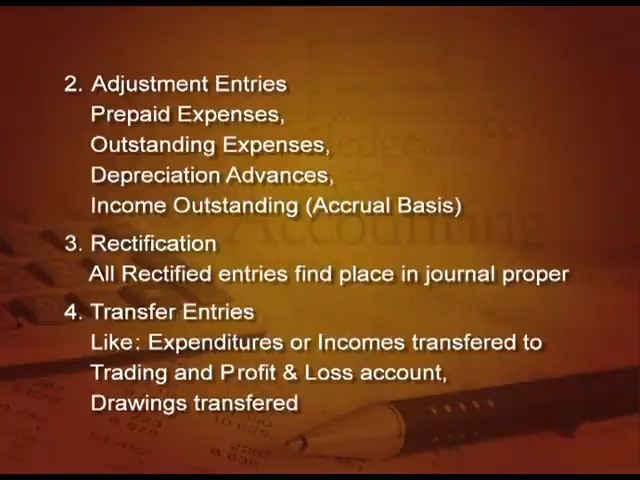 2. Adjustment Entries
Prepaid Expenses,
Outstanding Expenses,
Depreciation Advances,
Income Outstanding (Accrual Basis)
3. Rectification
All Rectified entries find place in journal proper
4. Transfer Entries
Like: Expenditures or Incomes transfered to
Trading and Profit & Loss account,
Drawings transfered
Accounting